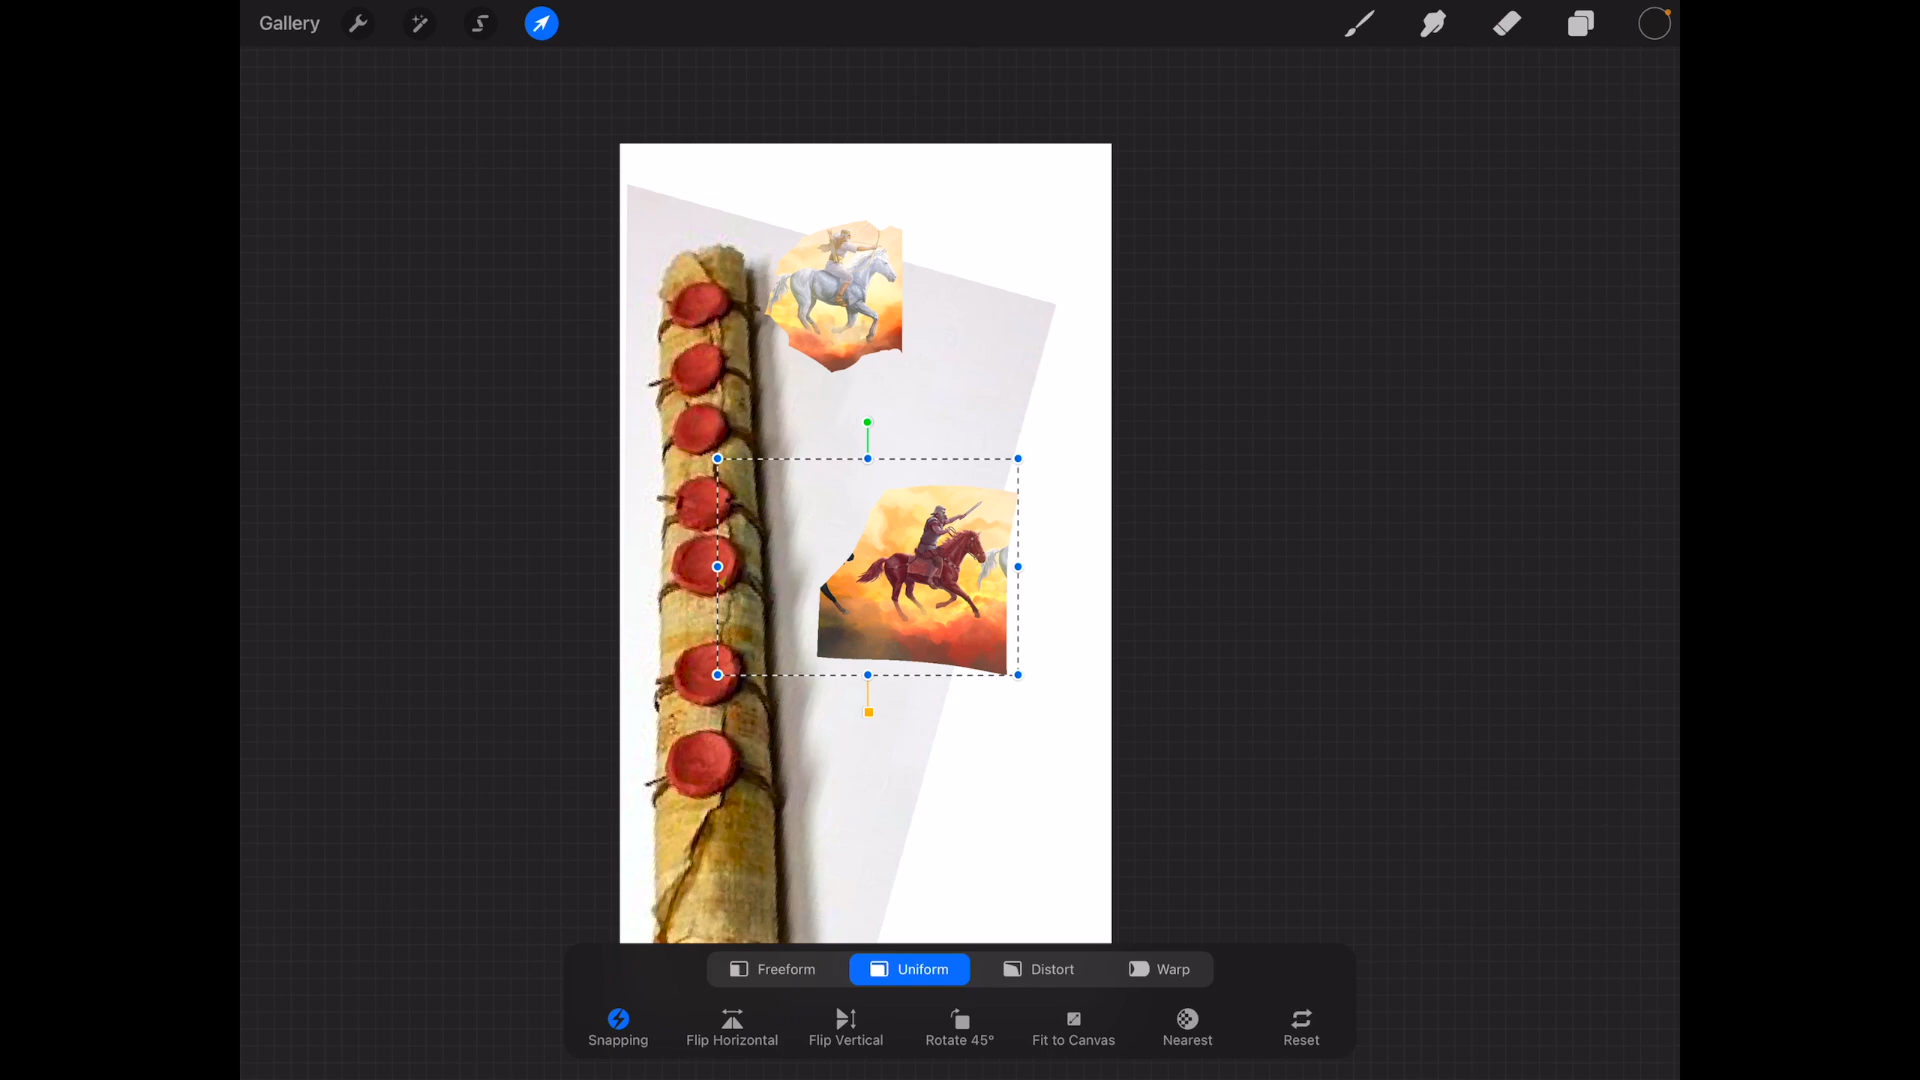 Gallery
Freeform Uniform Distort Warp
Snapping Flip Horizontal Flip Vertical Rotate 45° Fit to Canvas Nearest Reset